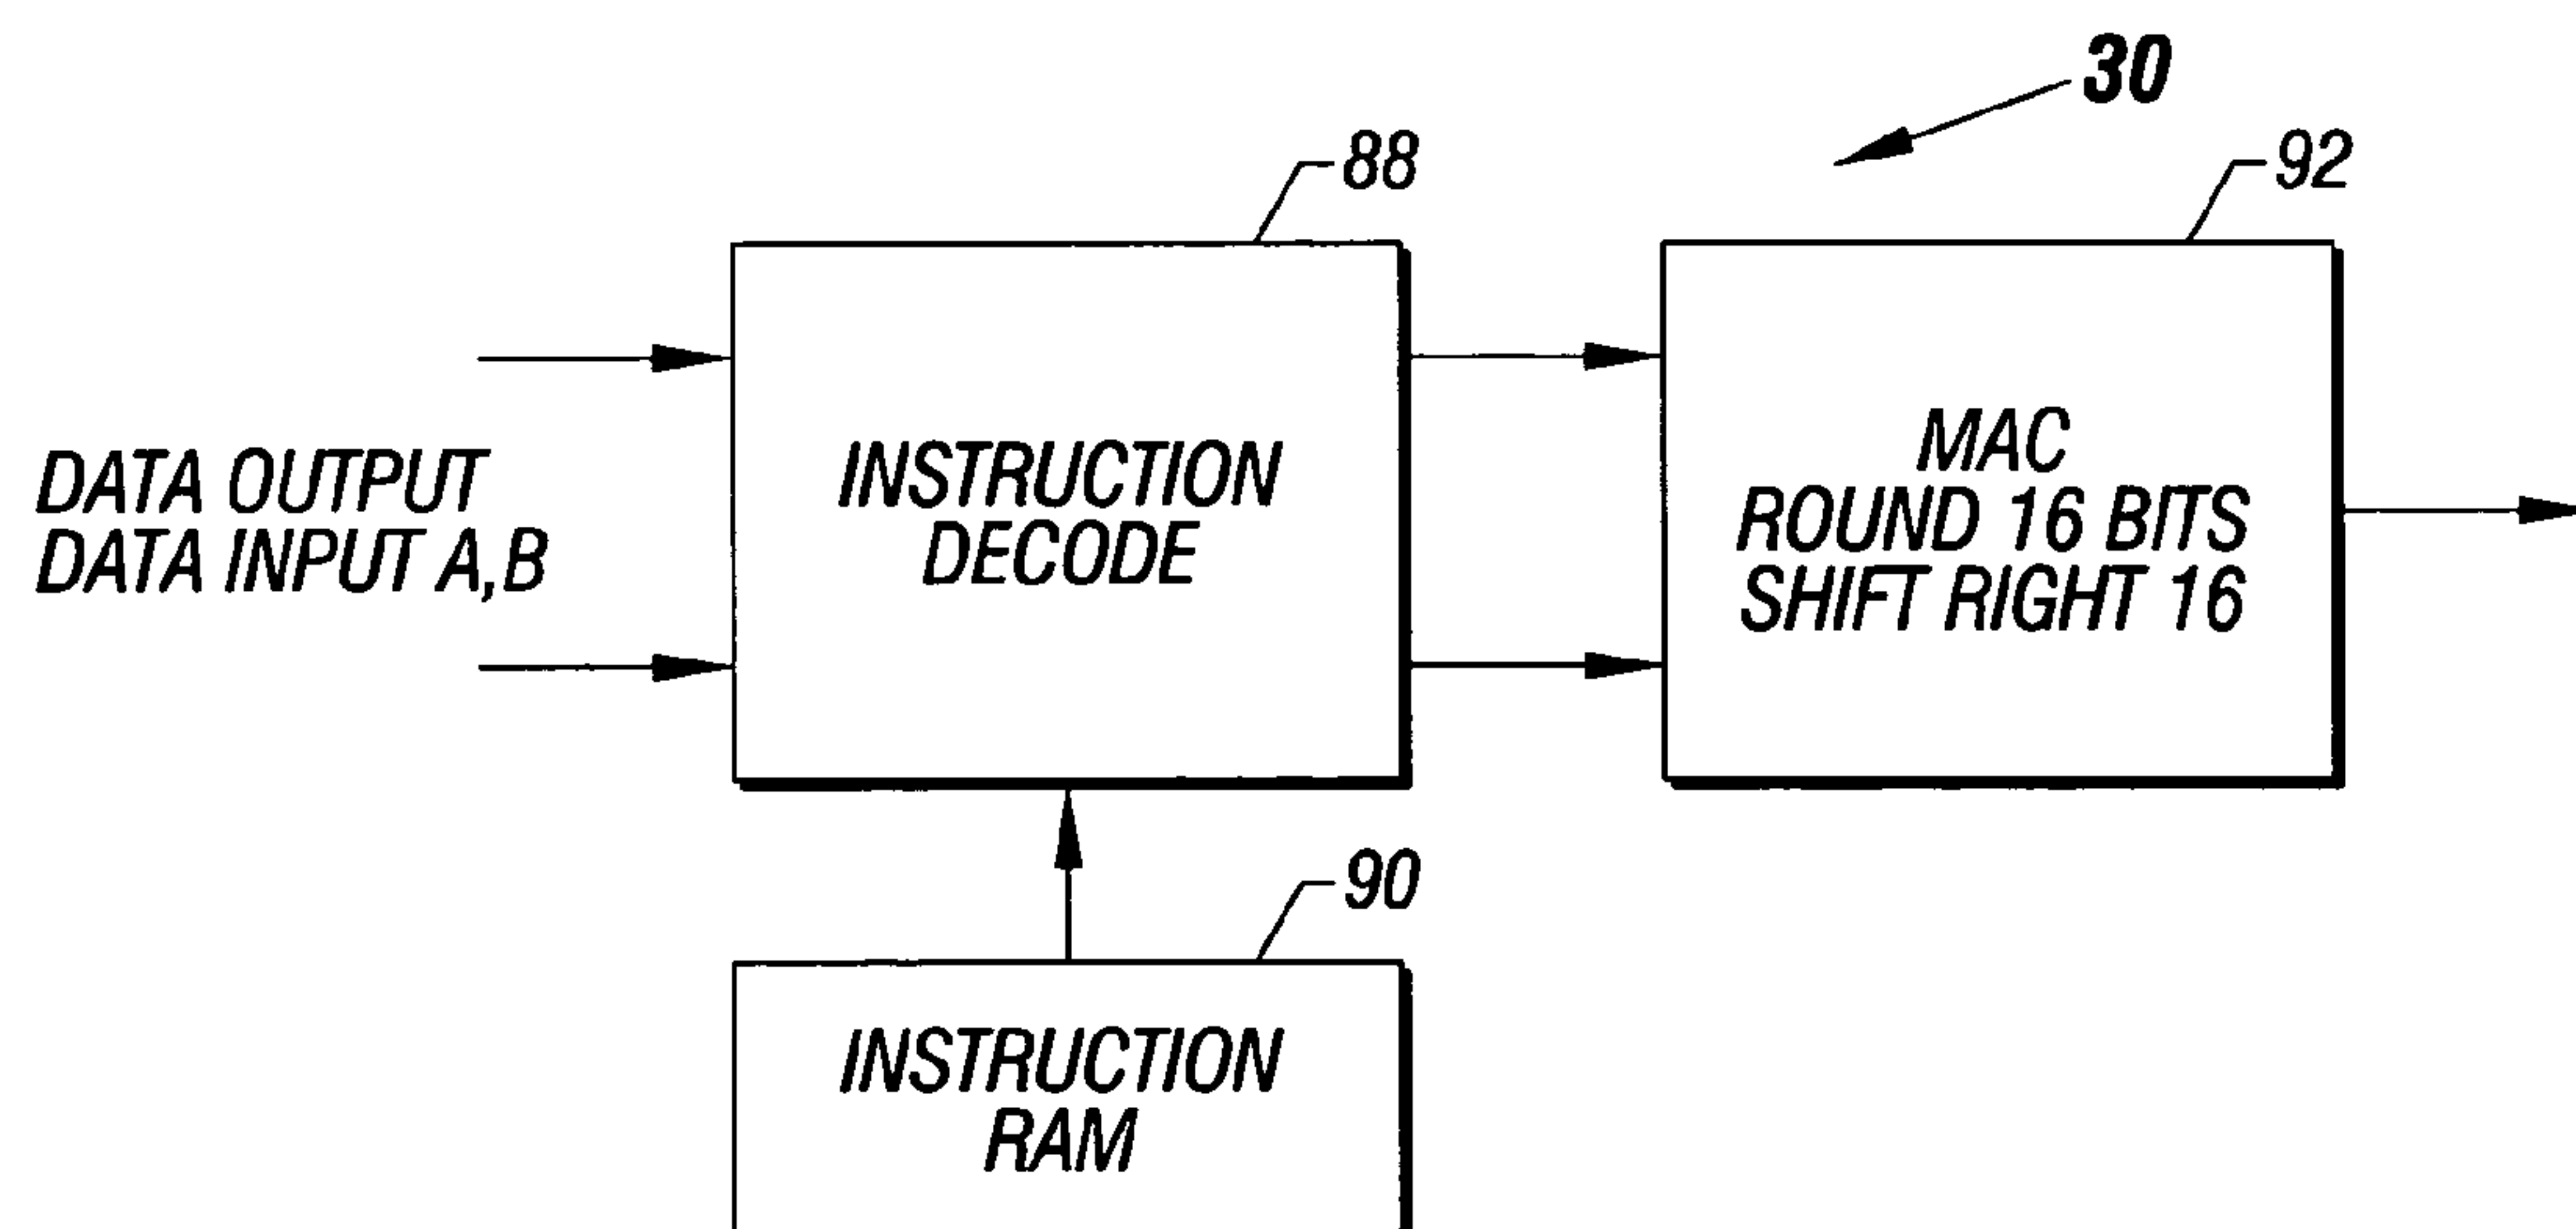 30
88
92
DATA OUTPUT
DATA INPUT A,B
INSTRUCTION
DECODE
MAC
ROUND 16 BITS
SHIFT RIGHT 16
90
INSTRUCTION
RAM